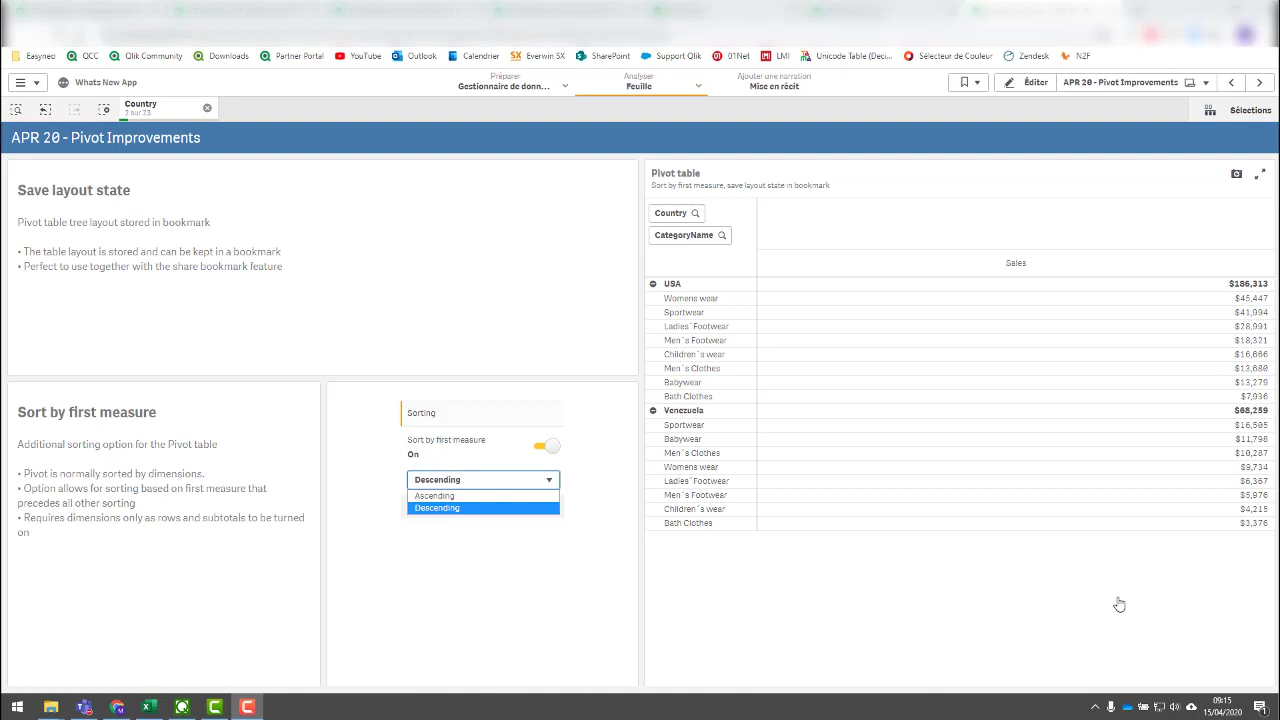 Easyneo QCC Qlik Community Downloads Partner Portal YouTube Outlook Calendrier SX Everwin SX SharePoint Support Qlik 01Net LMI Unicode Table (Deci... Sélecteur de Couleur Zendesk N2F
Whats New App
Préparer
Gestionnaire de donn...
Analyser
Feuille
Ajouter une narration
Mise en récit
Éditer
APR 20 - Pivot Improvements
Country
2 sur 23
Sélections
APR 20 - Pivot Improvements
Save layout state
Pivot table tree layout stored in bookmark
• The table layout is stored and can be kept in a bookmark
• Perfect to use together with the share bookmark feature
Sort by first measure
Additional sorting option for the Pivot table
• Pivot is normally sorted by dimensions.
• Option allows for sorting based on first measure that
precedes all other sorting
• Requires dimensions only as rows and subtotals to be turned
on
Sorting
Sort by first measure
On
Descending
Ascending
Descending
Pivot table
Sort by first measure, save layout state in bookmark
Country
CategoryName
Sales
USA $186,313
Womens wear $45,447
Sportwear $41,994
Ladies´Footwear $28,991
Men´s Footwear $18,321
Children´s wear $16,666
Men´s Clothes $13,680
Babywear $13,279
Bath Clothes $7,936
Venezuela $68,259
Sportwear $16,505
Babywear $11,798
Men´s Clothes $10,287
Womens wear $9,734
Ladies´Footwear $6,367
Men´s Footwear $5,976
Children´s wear $4,215
Bath Clothes $3,376
09:15
15/04/2020